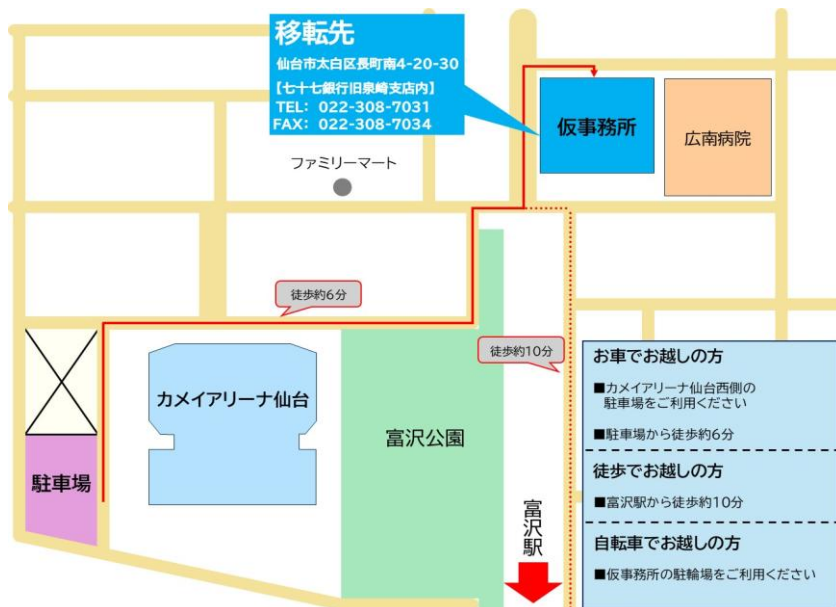 移転先
仙台市太白区長町南4-20-30
【七十七銀行旧泉崎支店内】
TEL: 022-308-7031
FAX: 022-308-7034
仮事務所
広南病院
ファミリーマート
徒歩約6分
徒歩約10分
カメイアリーナ仙台
富沢公園
駐車場
富沢駅
お車でお越しの方
■カメイアリーナ仙台西側の
駐車場をご利用ください
■駐車場から徒歩約6分
徒歩でお越しの方
■富沢駅から徒歩約10分
自転車でお越しの方
■仮事務所の駐輪場をご利用ください